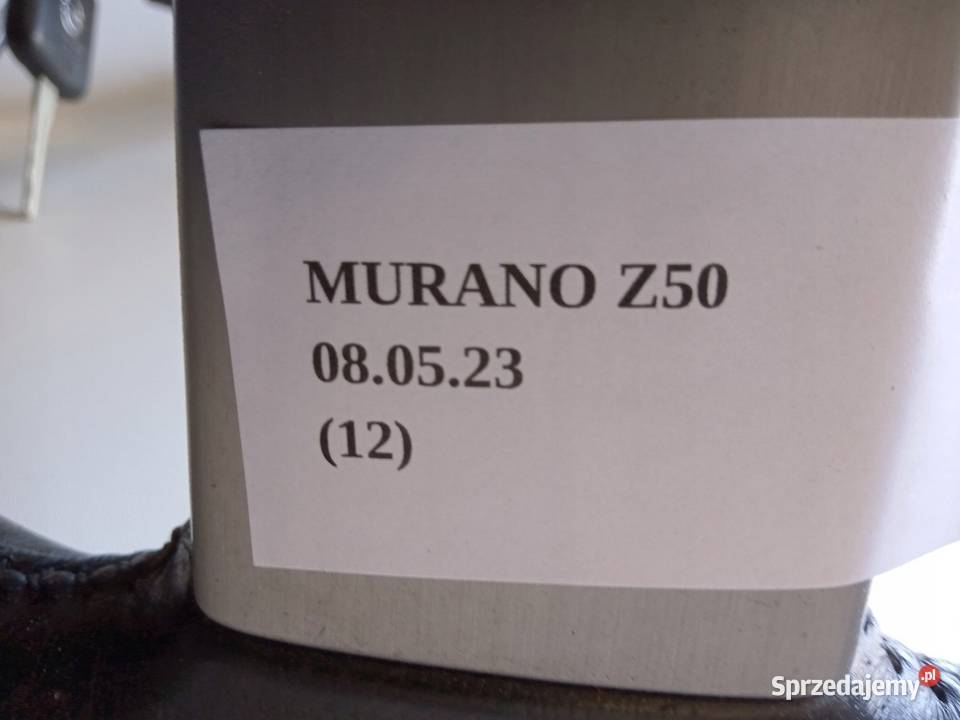 MURANO Z50
08.05.23
(12)
Sprzedajemy.pl